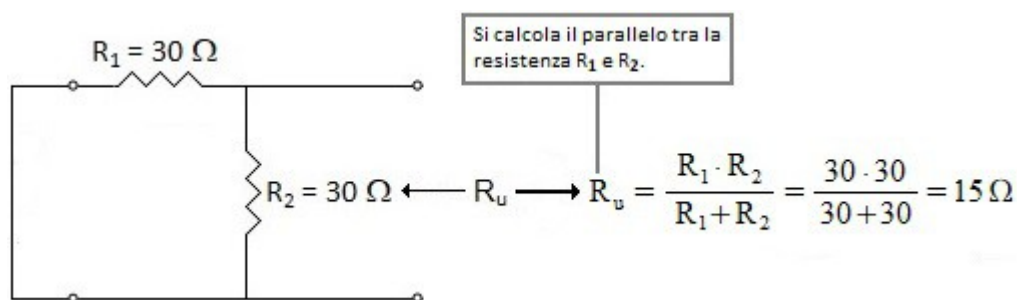 Si calcola il parallelo tra la
resistenza R₁ e R₂.
R₁ = 30 Ω
R₂ = 30 Ω
Rᵤ
Rᵤ = R₁ · R₂ / R₁ + R₂ = 30 · 30 / 30 + 30 = 15 Ω